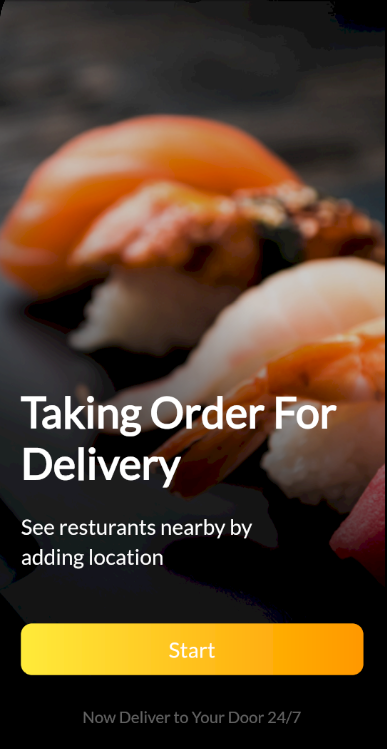 Taking Order For
Delivery
See resturants nearby by
adding location
Start
Now Deliver to Your Door 24/7